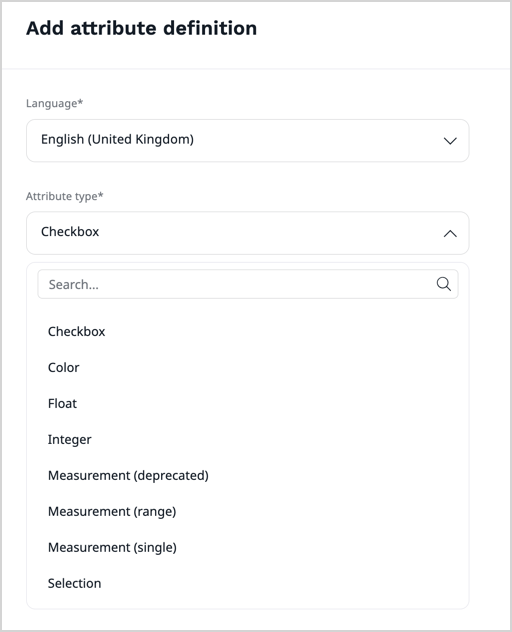 Add attribute definition
Language*
English (United Kingdom)
Attribute type*
Checkbox
Search...
Checkbox
Color
Float
Integer
Measurement (deprecated)
Measurement (range)
Measurement (single)
Selection